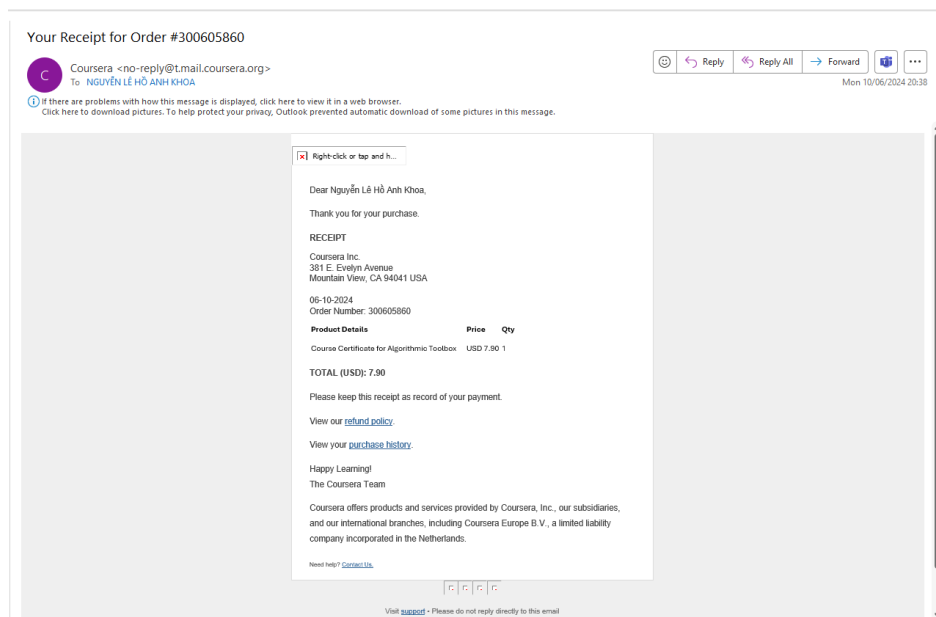 Your Receipt for Order #300605860
C
Coursera <no-reply@t.mail.coursera.org>
To NGUYỄN LÊ HỒ ANH KHOA
Reply
Reply All
Forward
Mon 10/06/2024 20:38
If there are problems with how this message is displayed, click here to view it in a web browser.
Click here to download pictures. To help protect your privacy, Outlook prevented automatic download of some pictures in this message.
Right-click or tap and h...
Dear Nguyễn Lê Hồ Anh Khoa,
Thank you for your purchase.
RECEIPT
Coursera Inc.
381 E. Evelyn Avenue
Mountain View, CA 94041 USA
06-10-2024
Order Number: 300605860
Product Details Price Qty
Course Certificate for Algorithmic Toolbox USD 7.90 1
TOTAL (USD): 7.90
Please keep this receipt as record of your payment.
View our refund policy.
View your purchase history.
Happy Learning!
The Coursera Team
Coursera offers products and services provided by Coursera, Inc., our subsidiaries,
and our international branches, including Coursera Europe B.V., a limited liability
company incorporated in the Netherlands.
Need help? Contact Us.
Visit support - Please do not reply directly to this email